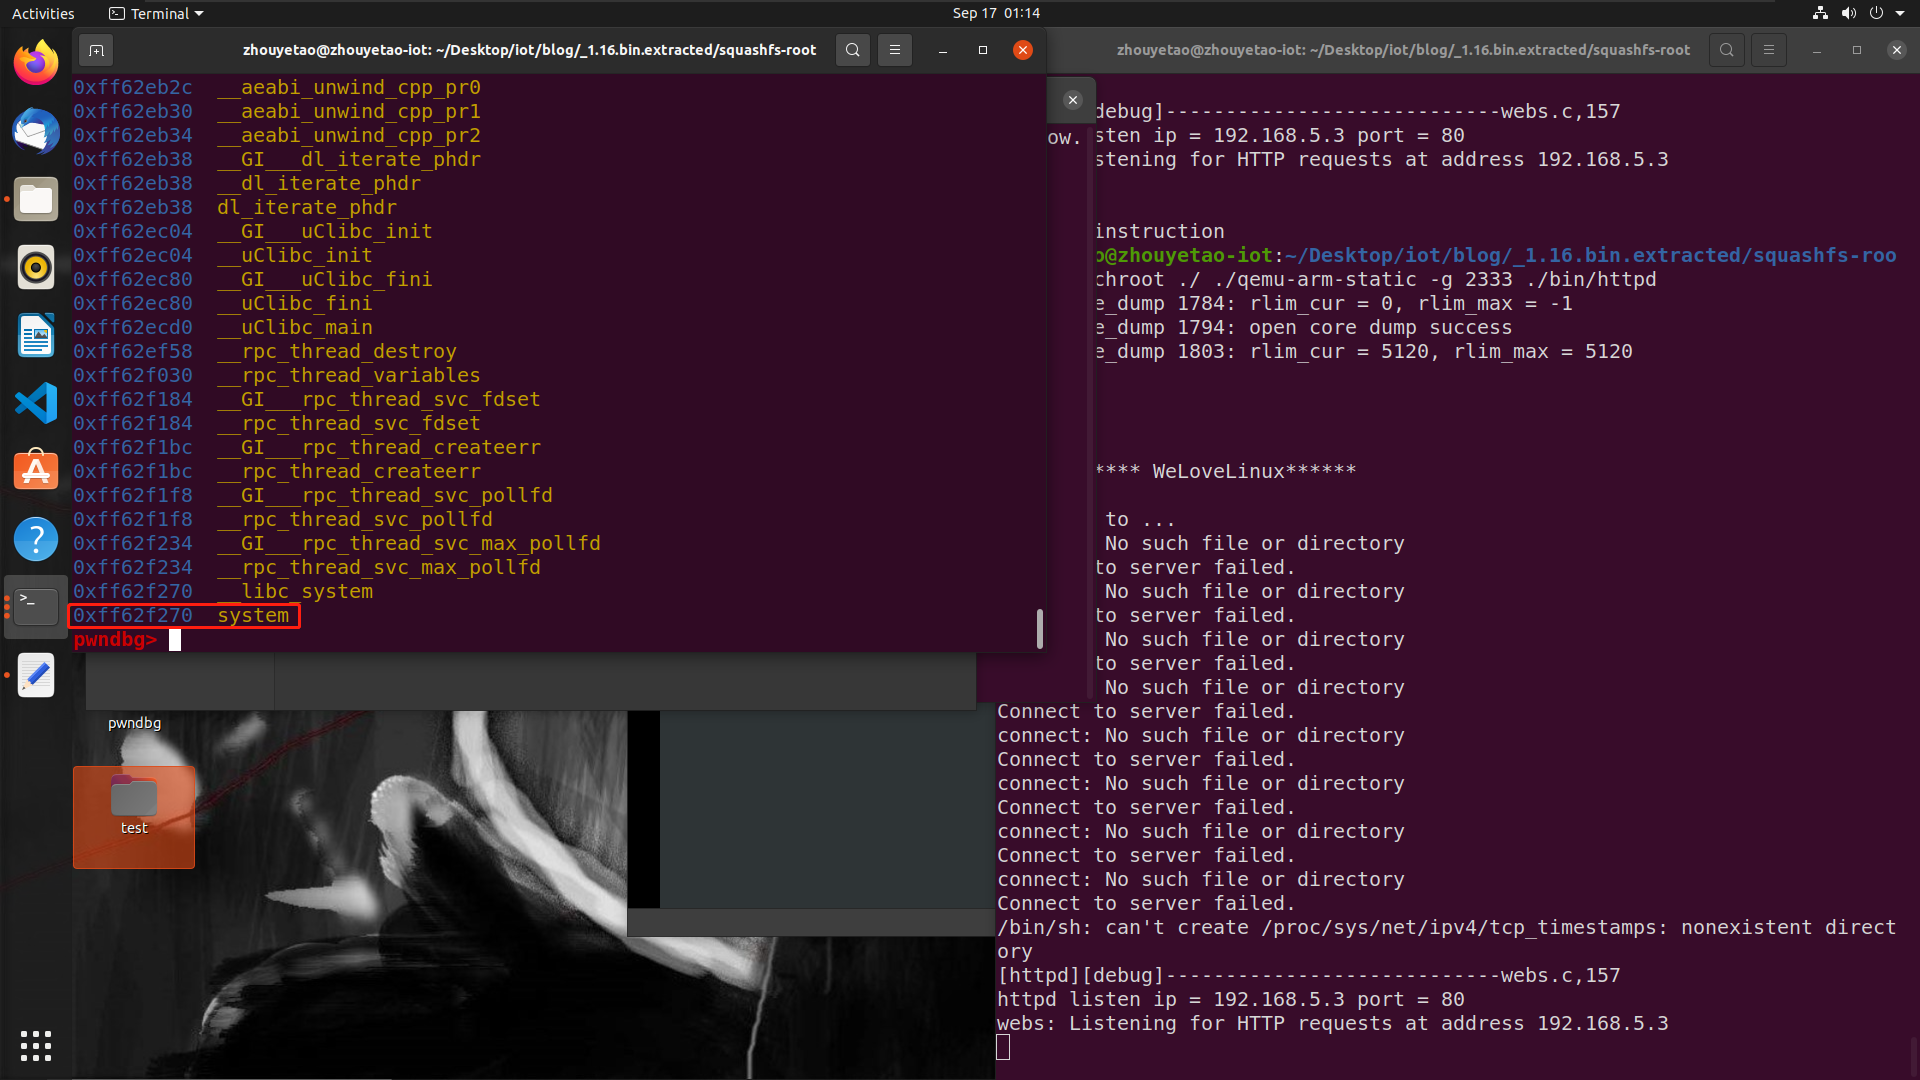 Activities
Terminal
Sep 17 01:14
zhouyetao@zhouyetao-iot: ~/Desktop/iot/blog/_1.16.bin.extracted/squashfs-root
0xff62eb2c __aeabi_unwind_cpp_pr0
0xff62eb30 __aeabi_unwind_cpp_pr1
0xff62eb34 __aeabi_unwind_cpp_pr2
0xff62eb38 __GI___dl_iterate_phdr
0xff62eb38 __dl_iterate_phdr
0xff62eb38 dl_iterate_phdr
0xff62ec04 __GI___uClibc_init
0xff62ec04 __uClibc_init
0xff62ec80 __GI___uClibc_fini
0xff62ec80 __uClibc_fini
0xff62ecd0 __uClibc_main
0xff62ef58 __rpc_thread_destroy
0xff62f030 __rpc_thread_variables
0xff62f184 __GI___rpc_thread_svc_fdset
0xff62f184 __rpc_thread_svc_fdset
0xff62f1bc __GI___rpc_thread_createerr
0xff62f1bc __rpc_thread_createerr
0xff62f1f8 __GI___rpc_thread_svc_pollfd
0xff62f1f8 __rpc_thread_svc_pollfd
0xff62f234 __GI___rpc_thread_svc_max_pollfd
0xff62f234 __rpc_thread_svc_max_pollfd
0xff62f270 __libc_system
0xff62f270 system
pwndbg>
ow.
pwndbg
test
zhouyetao@zhouyetao-iot: ~/Desktop/iot/blog/_1.16.bin.extracted/squashfs-root
debug]----------------------------webs.c,157
sten ip = 192.168.5.3 port = 80
stening for HTTP requests at address 192.168.5.3
instruction
o@zhouyetao-iot:~/Desktop/iot/blog/_1.16.bin.extracted/squashfs-roo
chroot ./ ./qemu-arm-static -g 2333 ./bin/httpd
e_dump 1784: rlim_cur = 0, rlim_max = -1
e_dump 1794: open core dump success
e_dump 1803: rlim_cur = 5120, rlim_max = 5120
**** WeLoveLinux******
to ...
No such file or directory
to server failed.
No such file or directory
to server failed.
No such file or directory
to server failed.
No such file or directory
Connect to server failed.
connect: No such file or directory
Connect to server failed.
connect: No such file or directory
Connect to server failed.
connect: No such file or directory
Connect to server failed.
connect: No such file or directory
Connect to server failed.
/bin/sh: can't create /proc/sys/net/ipv4/tcp_timestamps: nonexistent direct
ory
[httpd][debug]----------------------------webs.c,157
httpd listen ip = 192.168.5.3 port = 80
webs: Listening for HTTP requests at address 192.168.5.3